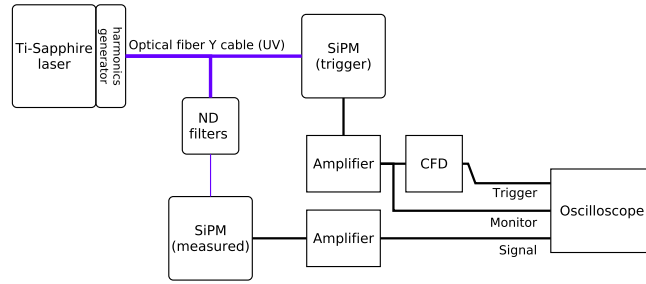 Ti-Sapphire
laser
harmonics
generator
Optical fiber Y cable (UV)
SiPM
(trigger)
ND
filters
Amplifier
CFD
Trigger
Monitor
Signal
Oscilloscope
SiPM
(measured)
Amplifier